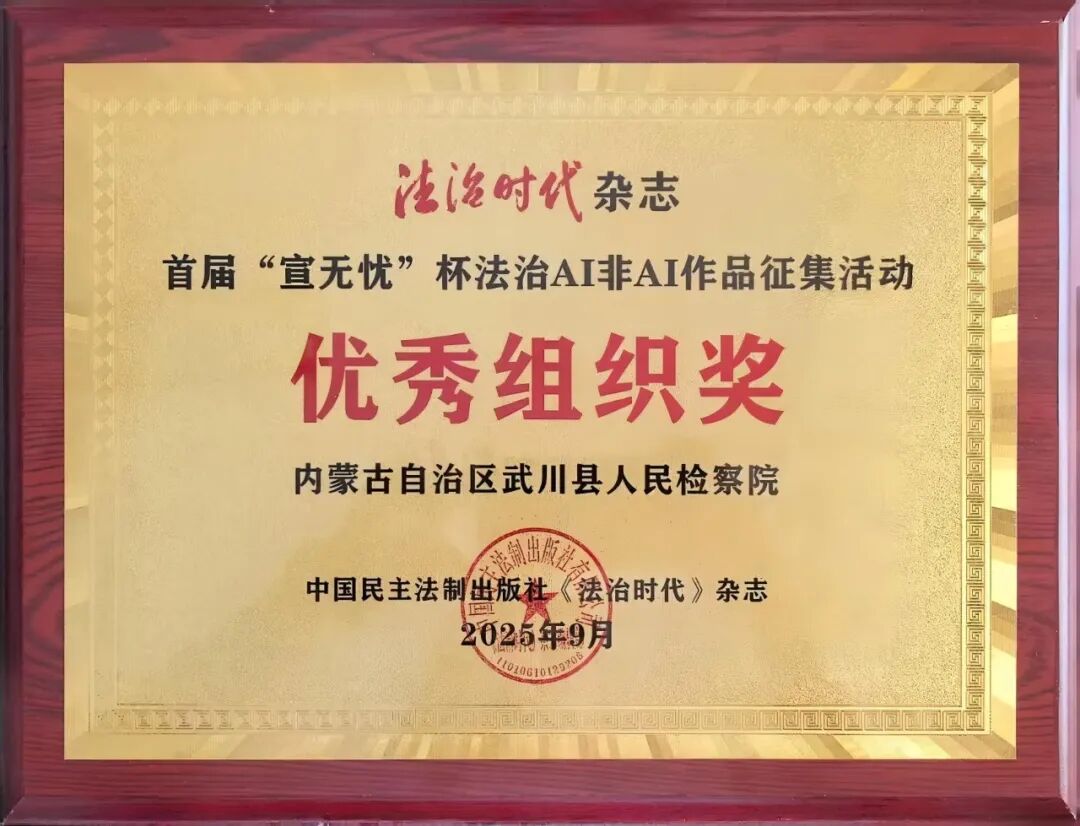 法治时代杂志
首届“宣无忧”杯法治AI非AI作品征集活动
优秀组织奖
内蒙古自治区武川县人民检察院
中国民主法制出版社《法治时代》杂志
2025年9月